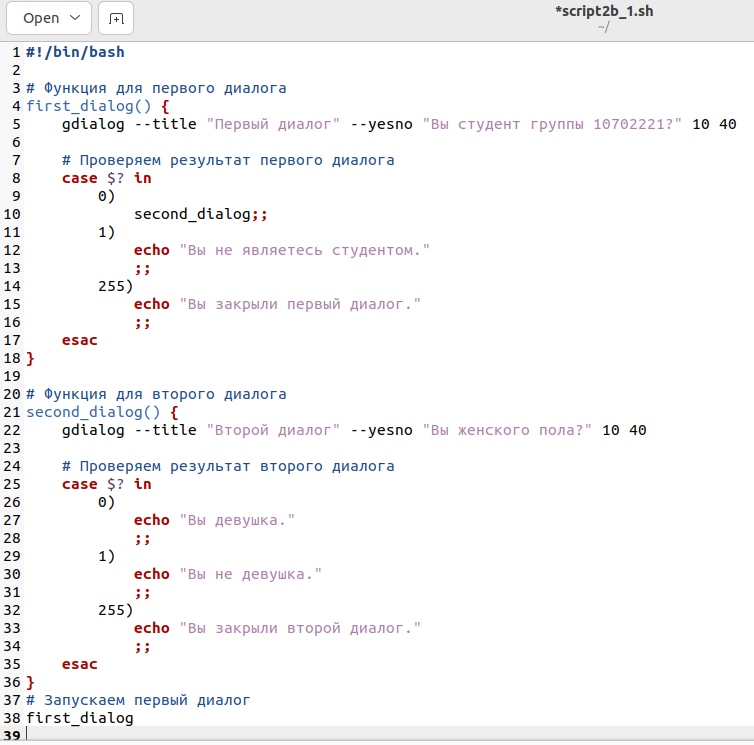 Open
*script2b_1.sh
~/
1 #!/bin/bash
2
3 # Функция для первого диалога
4 first_dialog() {
5     gdialog --title "Первый диалог" --yesno "Вы студент группы 10702221?" 10 40
6
7     # Проверяем результат первого диалога
8     case $? in
9         0)
10             second_dialog;;
11         1)
12             echo "Вы не являетесь студентом."
13             ;;
14         255)
15             echo "Вы закрыли первый диалог."
16             ;;
17     esac
18 }
19
20 # Функция для второго диалога
21 second_dialog() {
22     gdialog --title "Второй диалог" --yesno "Вы женского пола?" 10 40
23
24     # Проверяем результат второго диалога
25     case $? in
26         0)
27             echo "Вы девушка."
28             ;;
29         1)
30             echo "Вы не девушка."
31             ;;
32         255)
33             echo "Вы закрыли второй диалог."
34             ;;
35     esac
36 }
37 # Запускаем первый диалог
38 first_dialog
39